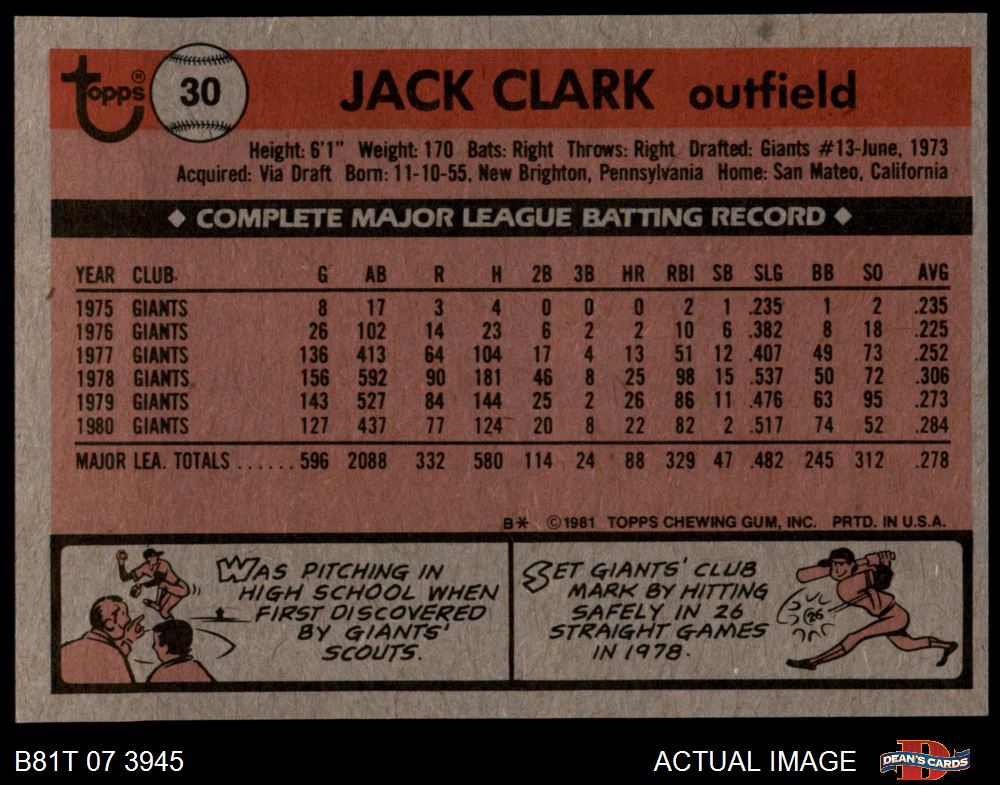 topps® 30 JACK CLARK outfield
Height: 6'1" Weight: 170 Bats: Right Throws: Right Drafted: Giants #13-June, 1973
Acquired: Via Draft Born: 11-10-55, New Brighton, Pennsylvania Home: San Mateo, California
◆ COMPLETE MAJOR LEAGUE BATTING RECORD ◆
YEAR CLUB. G AB R H 2B 3B HR RBI SB SLG BB SO AVG
1975 GIANTS 8 17 3 4 0 0 0 2 1 .235 1 2 .235
1976 GIANTS 26 102 14 23 6 2 2 10 6 .382 8 18 .225
1977 GIANTS 136 413 64 104 17 4 13 51 12 .407 49 73 .252
1978 GIANTS 156 592 90 181 46 8 25 98 15 .537 50 72 .306
1979 GIANTS 143 527 84 144 25 2 26 86 11 .476 63 95 .273
1980 GIANTS 127 437 77 124 20 8 22 82 2 .517 74 52 .284
MAJOR LEA. TOTALS ...... 596 2088 332 580 114 24 88 329 47 .482 245 312 .278
B* ©1981 TOPPS CHEWING GUM, INC. PRTD. IN U.S.A.
WAS PITCHING IN
HIGH SCHOOL WHEN
FIRST DISCOVERED
BY GIANTS'
SCOUTS.
SET GIANTS' CLUB
MARK BY HITTING
SAFELY IN 26
STRAIGHT GAMES
IN 1978.
26
B81T 07 3945 ACTUAL IMAGE D DEAN'S CARDS